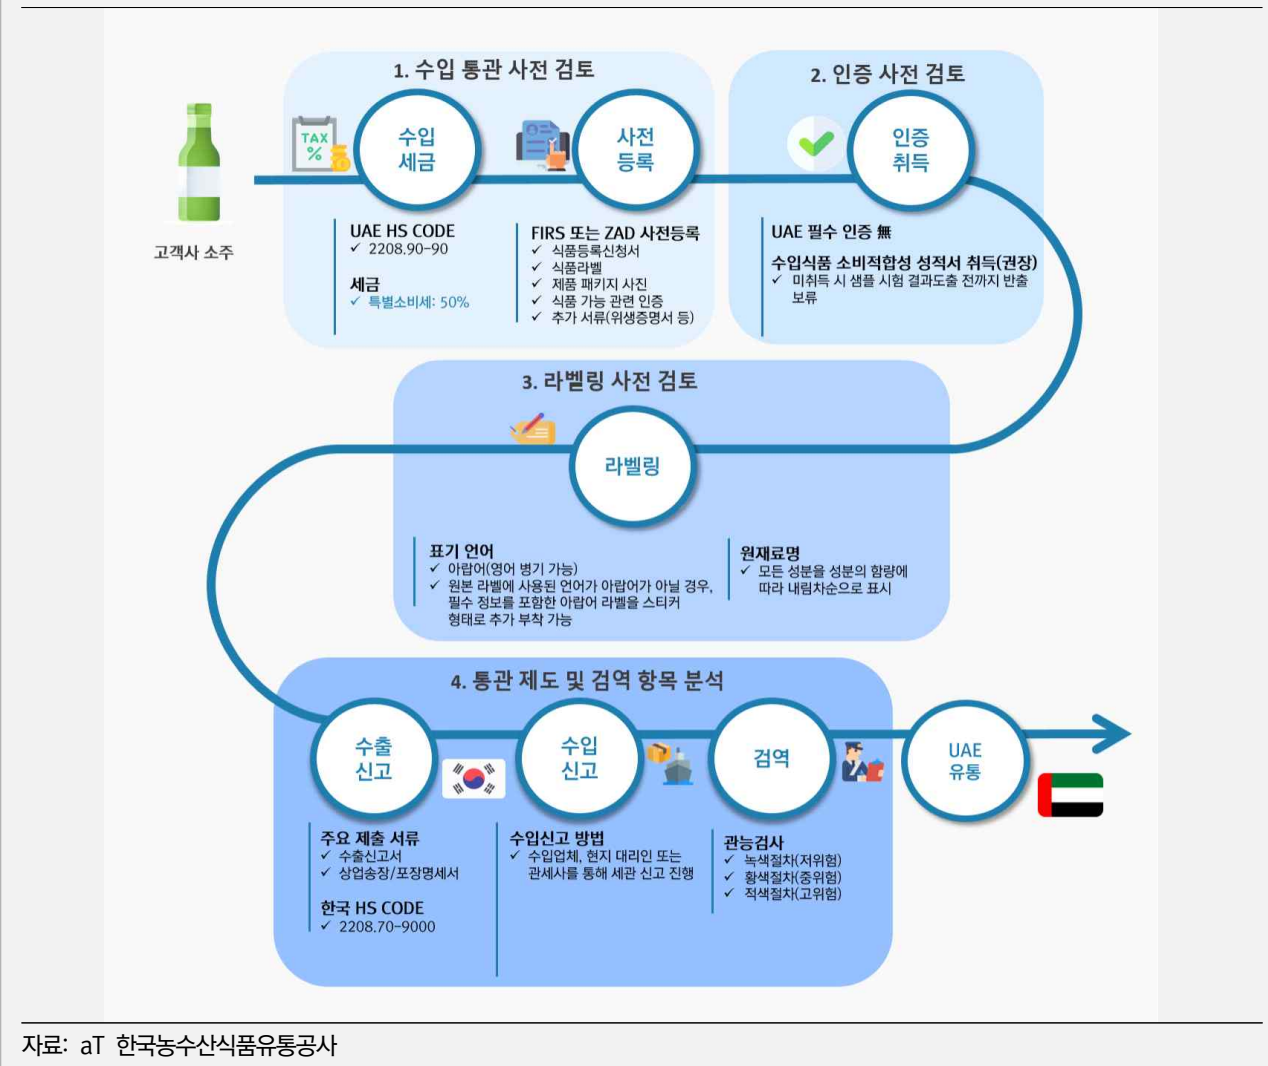 1. 수입 통관 사전 검토
TAX
%
수입
세금
사전
등록
고객사 소주
UAE HS CODE
✓ 2208.90-90
세금
✓ 특별소비세: 50%
FIRS 또는 ZAD 사전등록
✓ 식품등록신청서
✓ 식품라벨
✓ 제품 패키지 사진
✓ 식품 가능 관련 인증
✓ 추가 서류(위생증명서 등)
2. 인증 사전 검토
인증
취득
UAE 필수 인증 無
수입식품 소비적합성 성적서 취득(권장)
✓ 미취득 시 샘플 시험 결과도출 전까지 반출
보류
3. 라벨링 사전 검토
라벨링
표기 언어
✓ 아랍어(영어 병기 가능)
✓ 원본 라벨에 사용된 언어가 아랍어가 아닐 경우,
필수 정보를 포함한 아랍어 라벨을 스티커
형태로 추가 부착 가능
원재료명
✓ 모든 성분을 성분의 함량에
따라 내림차순으로 표시
4. 통관 제도 및 검역 항목 분석
수출
신고
수입
신고
검역
UAE
유통
주요 제출 서류
✓ 수출신고서
✓ 상업송장/포장명세서
한국 HS CODE
✓ 2208.70-9000
수입신고 방법
✓ 수입업체, 현지 대리인 또는
관세사를 통해 세관 신고 진행
관능검사
✓ 녹색절차(저위험)
✓ 황색절차(중위험)
✓ 적색절차(고위험)
자료: aT 한국농수산식품유통공사